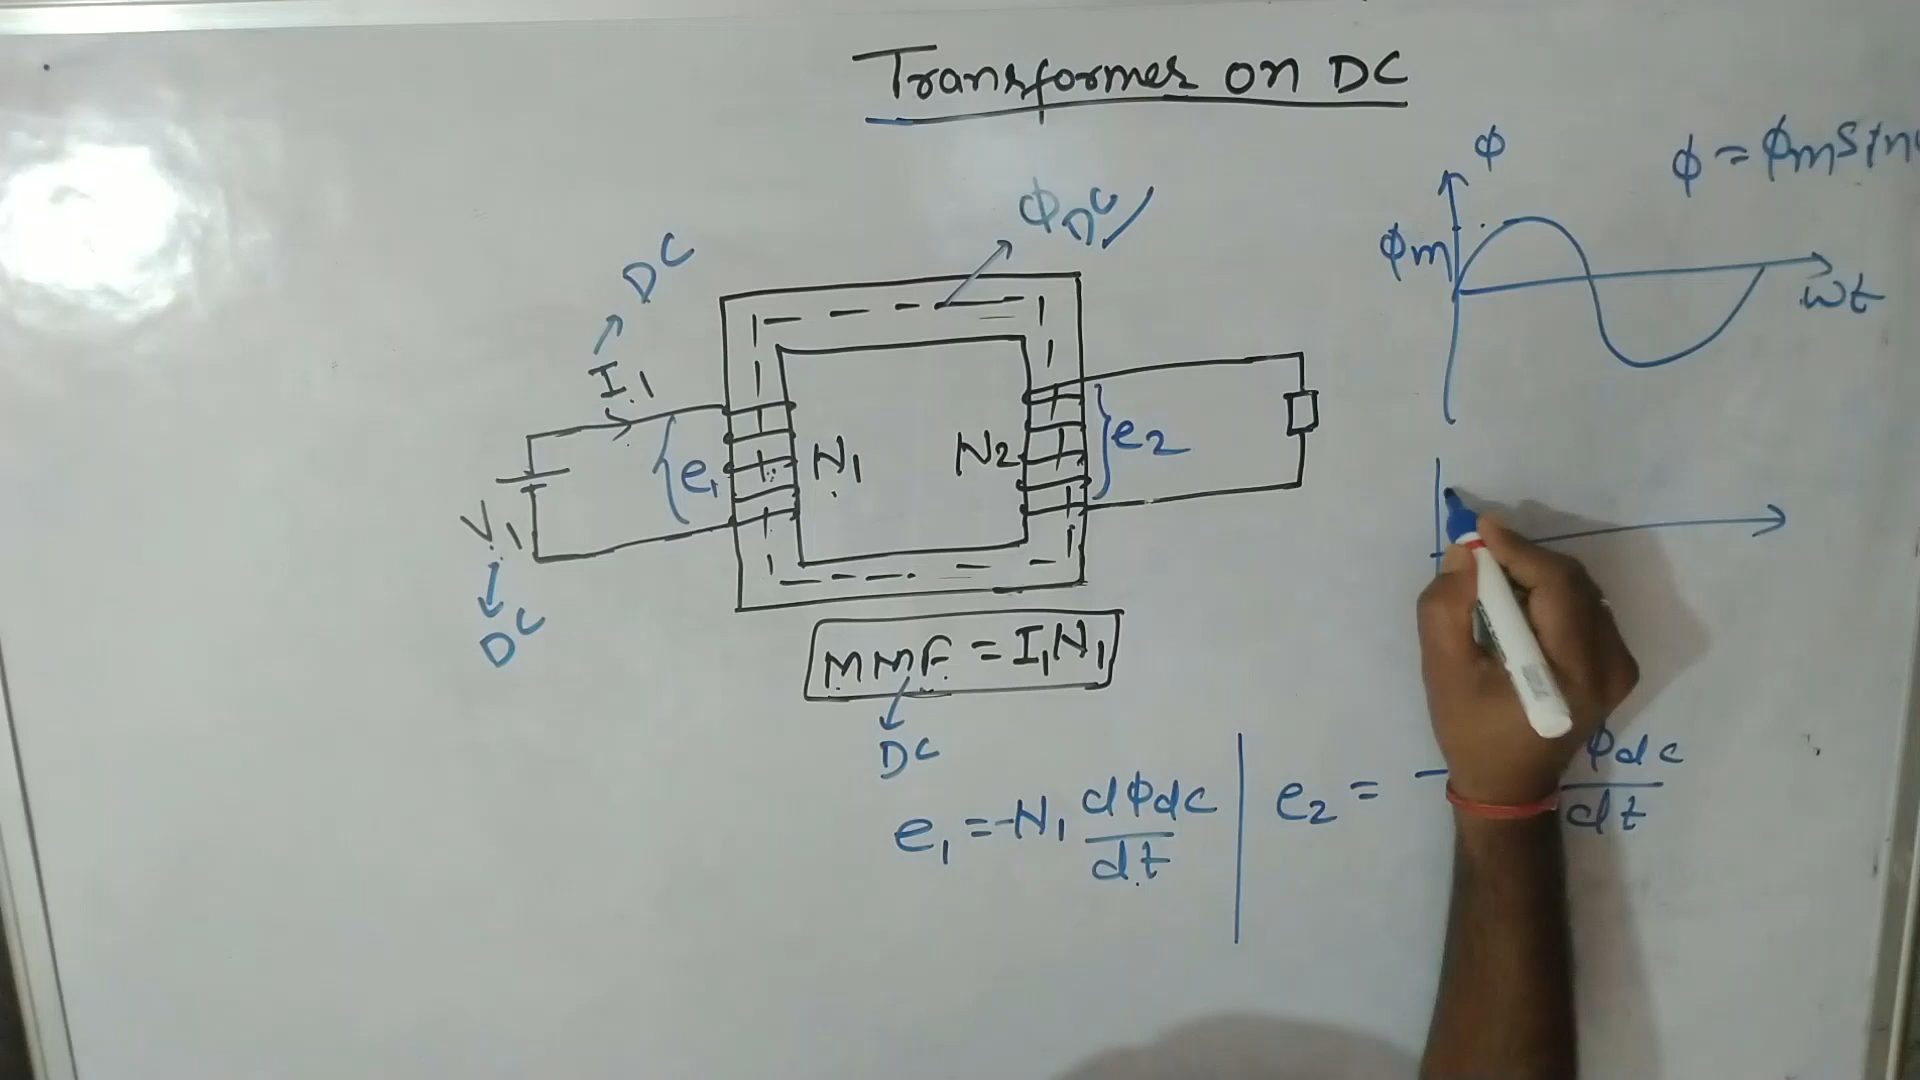 Transformer on DC
ϕ
ϕ = ϕm sin
ϕm
ωt
ϕDC
DC
I1
e1
N1
N2
e2
V1
DC
MMF = I1N1
DC
e1 = -N1 dϕdc/dt
e2 = - ϕdc/dt